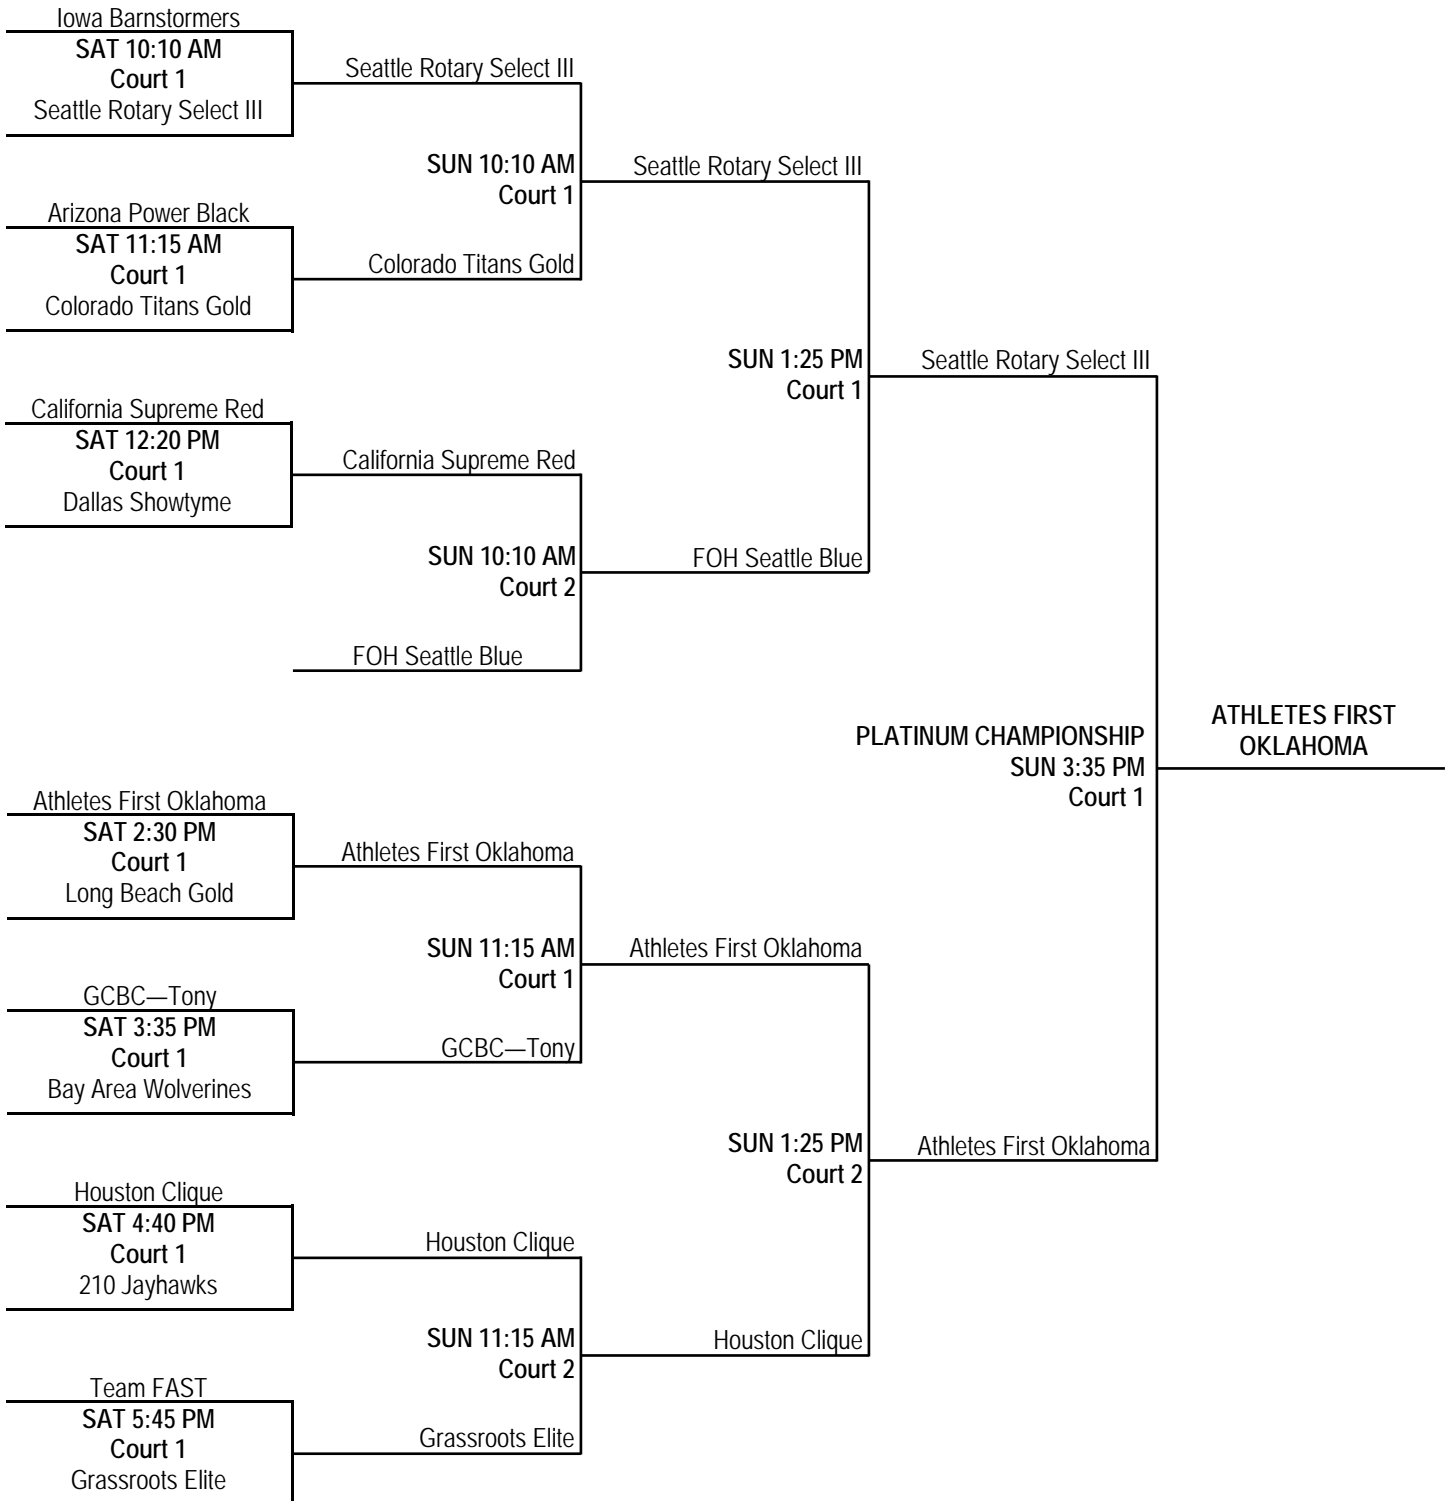 Iowa Barnstormers
SAT 10:10 AM
Court 1
Seattle Rotary Select III
Seattle Rotary Select III
SUN 10:10 AM
Court 1
Seattle Rotary Select III
Arizona Power Black
SAT 11:15 AM
Court 1
Colorado Titans Gold
Colorado Titans Gold
SUN 1:25 PM
Court 1
Seattle Rotary Select III
California Supreme Red
SAT 12:20 PM
Court 1
Dallas Showtyme
California Supreme Red
SUN 10:10 AM
Court 2
FOH Seattle Blue
FOH Seattle Blue
PLATINUM CHAMPIONSHIP
SUN 3:35 PM
Court 1
ATHLETES FIRST
OKLAHOMA
Athletes First Oklahoma
SAT 2:30 PM
Court 1
Long Beach Gold
Athletes First Oklahoma
SUN 11:15 AM
Court 1
Athletes First Oklahoma
GCBC—Tony
SAT 3:35 PM
Court 1
Bay Area Wolverines
GCBC—Tony
SUN 1:25 PM
Court 2
Athletes First Oklahoma
Houston Clique
SAT 4:40 PM
Court 1
210 Jayhawks
Houston Clique
SUN 11:15 AM
Court 2
Houston Clique
Team FAST
SAT 5:45 PM
Court 1
Grassroots Elite
Grassroots Elite